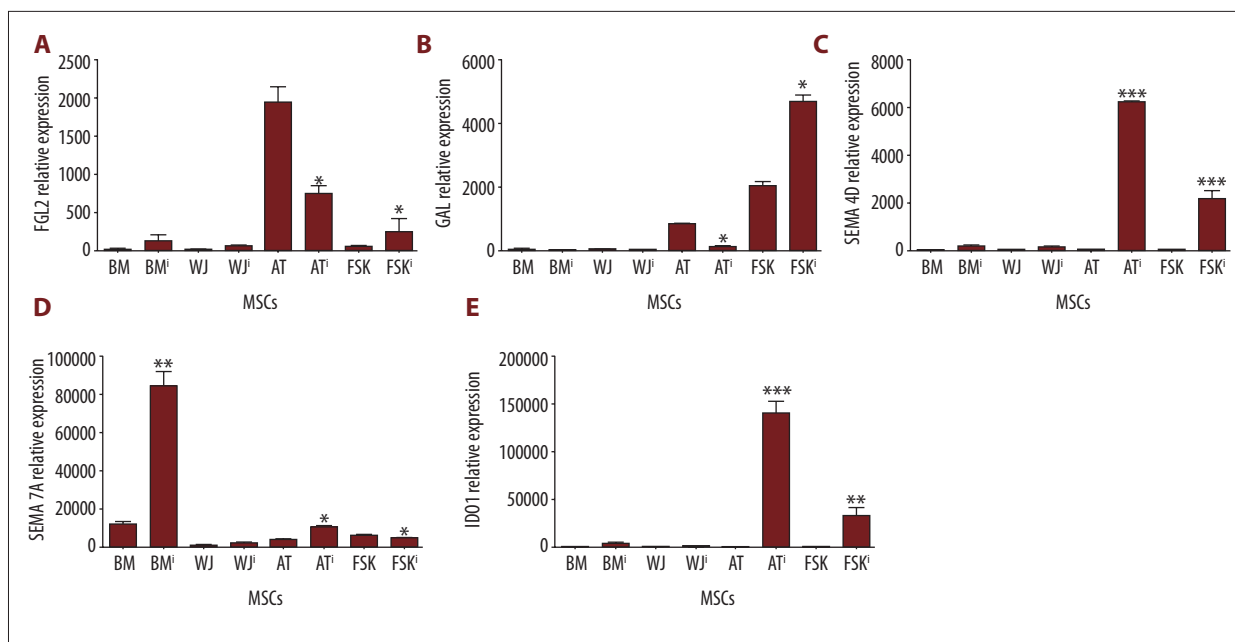 A
FGL2 relative expression
2500
2000
1500
1000
500
0
*
*
BM BMⁱ WJ WJⁱ AT ATⁱ FSK FSKⁱ
MSCs
B
GAL relative expression
6000
4000
2000
0
*
*
BM BMⁱ WJ WJⁱ AT ATⁱ FSK FSKⁱ
MSCs
C
SEMA 4D relative expression
8000
6000
4000
2000
0
***
***
BM BMⁱ WJ WJⁱ AT ATⁱ FSK FSKⁱ
MSCs
D
SEMA 7A relative expression
100000
80000
60000
40000
20000
0
**
*
*
BM BMⁱ WJ WJⁱ AT ATⁱ FSK FSKⁱ
MSCs
E
IDO1 relative expression
200000
150000
100000
50000
0
***
**
BM BMⁱ WJ WJⁱ AT ATⁱ FSK FSKⁱ
MSCs